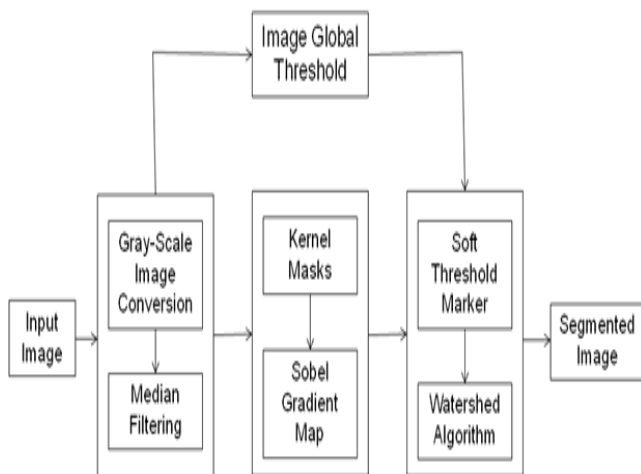 Image Global
Threshold
Gray-Scale
Image
Conversion
Kernel
Masks
Soft
Threshold
Marker
Input
Image
Segmented
Image
Median
Filtering
Sobel
Gradient
Map
Watershed
Algorithm